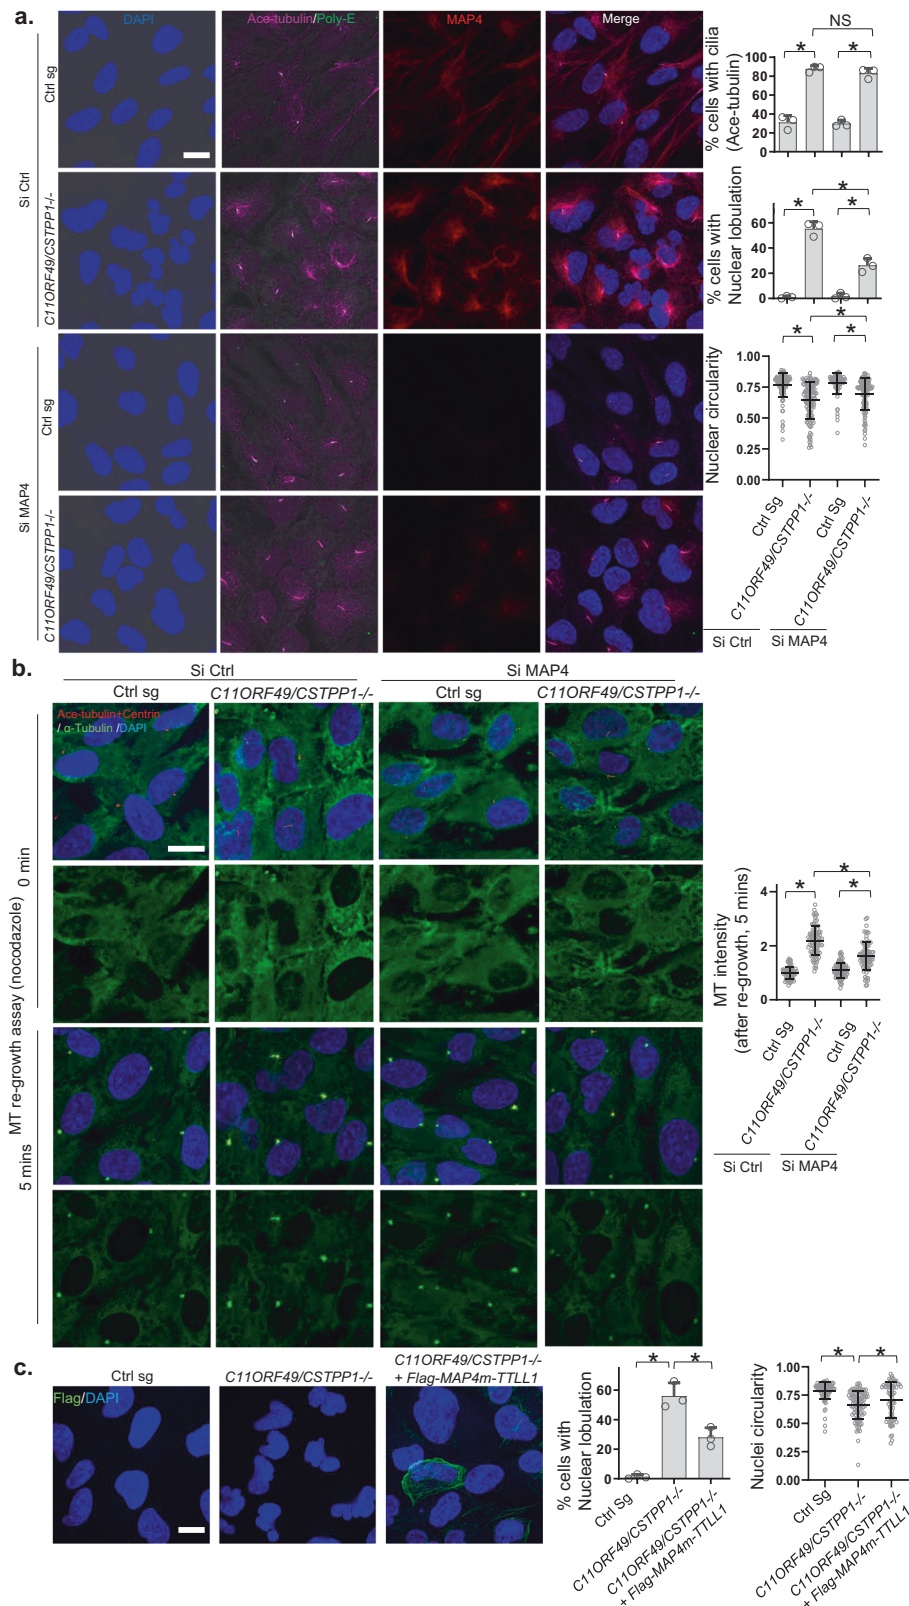 a.
DAPI
Ace-tubulin/Poly-E
MAP4
Merge
Si Ctrl
Ctrl sg
C11ORF49/CSTPP1-/-
Si MAP4
Ctrl sg
C11ORF49/CSTPP1-/-
NS
* *
% cells with cilia
(Ace-tubulin)
100
80
60
40
20
0
*
* *
% cells with
Nuclear lobulation
60
40
20
0
*
* *
Nuclear circularity
1.00
0.75
0.50
0.25
0.00
Ctrl Sg
C11ORF49/CSTPP1-/-
Ctrl Sg
C11ORF49/CSTPP1-/-
Si Ctrl
Si MAP4
b.
Si Ctrl
Si MAP4
Ctrl sg
C11ORF49/CSTPP1-/-
Ctrl sg
C11ORF49/CSTPP1-/-
Ace-tubulin+Centrin
/ α-Tubulin /DAPI
MT re-growth assay (nocodazole)
0 min
5 mins
*
* *
MT intensity
(after re-growth, 5 mins)
4
2
0
Ctrl Sg
C11ORF49/CSTPP1-/-
Ctrl Sg
C11ORF49/CSTPP1-/-
Si Ctrl
Si MAP4
c.
Ctrl sg
C11ORF49/CSTPP1-/-
C11ORF49/CSTPP1-/-
+ Flag-MAP4m-TTLL1
Flag/DAPI
* *
% cells with
Nuclear lobulation
60
40
20
0
Ctrl Sg
C11ORF49/CSTPP1-/-
C11ORF49/CSTPP1-/-
+ Flag-MAP4m-TTLL1
* *
Nuclei circularity
1.00
0.75
0.50
0.25
0.00
Ctrl Sg
C11ORF49/CSTPP1-/-
C11ORF49/CSTPP1-/-
+ Flag-MAP4m-TTLL1